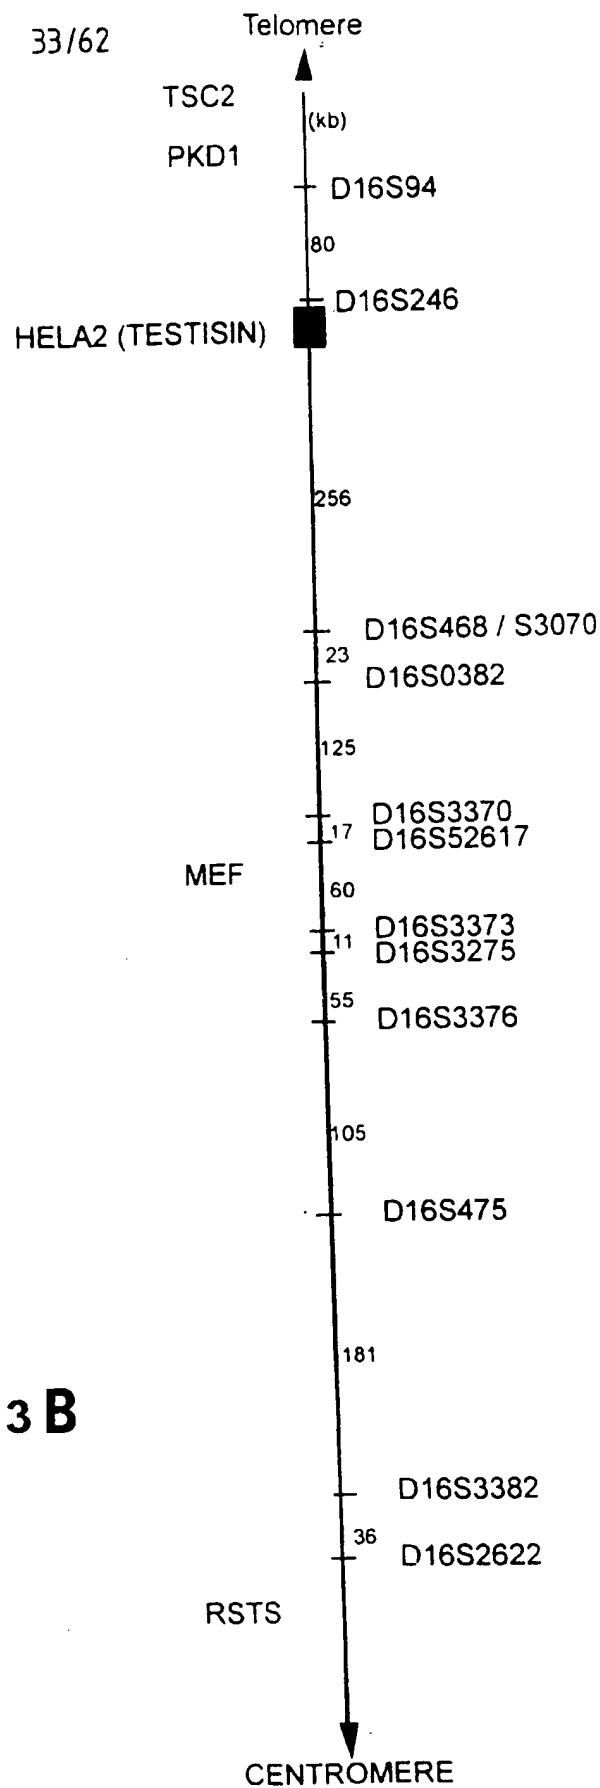 33/62
Telomere
TSC2
(kb)
PKD1
D16S94
80
D16S246
HELA2 (TESTISIN)
256
D16S468 / S3070
23
D16S0382
125
D16S3370
17
D16S52617
MEF
60
D16S3373
11
D16S3275
55
D16S3376
105
D16S475
181
3 B
D16S3382
36
D16S2622
RSTS
CENTROMERE